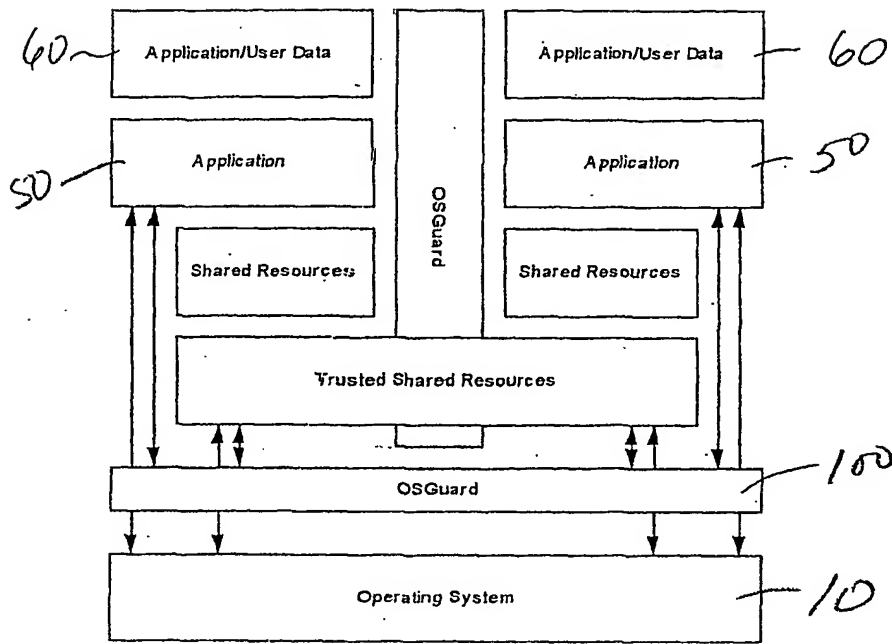 60
Application/User Data
Application/User Data
60
50
Application
Application
50
OSGuard
Shared Resources
Shared Resources
Trusted Shared Resources
OSGuard
100
Operating System
10